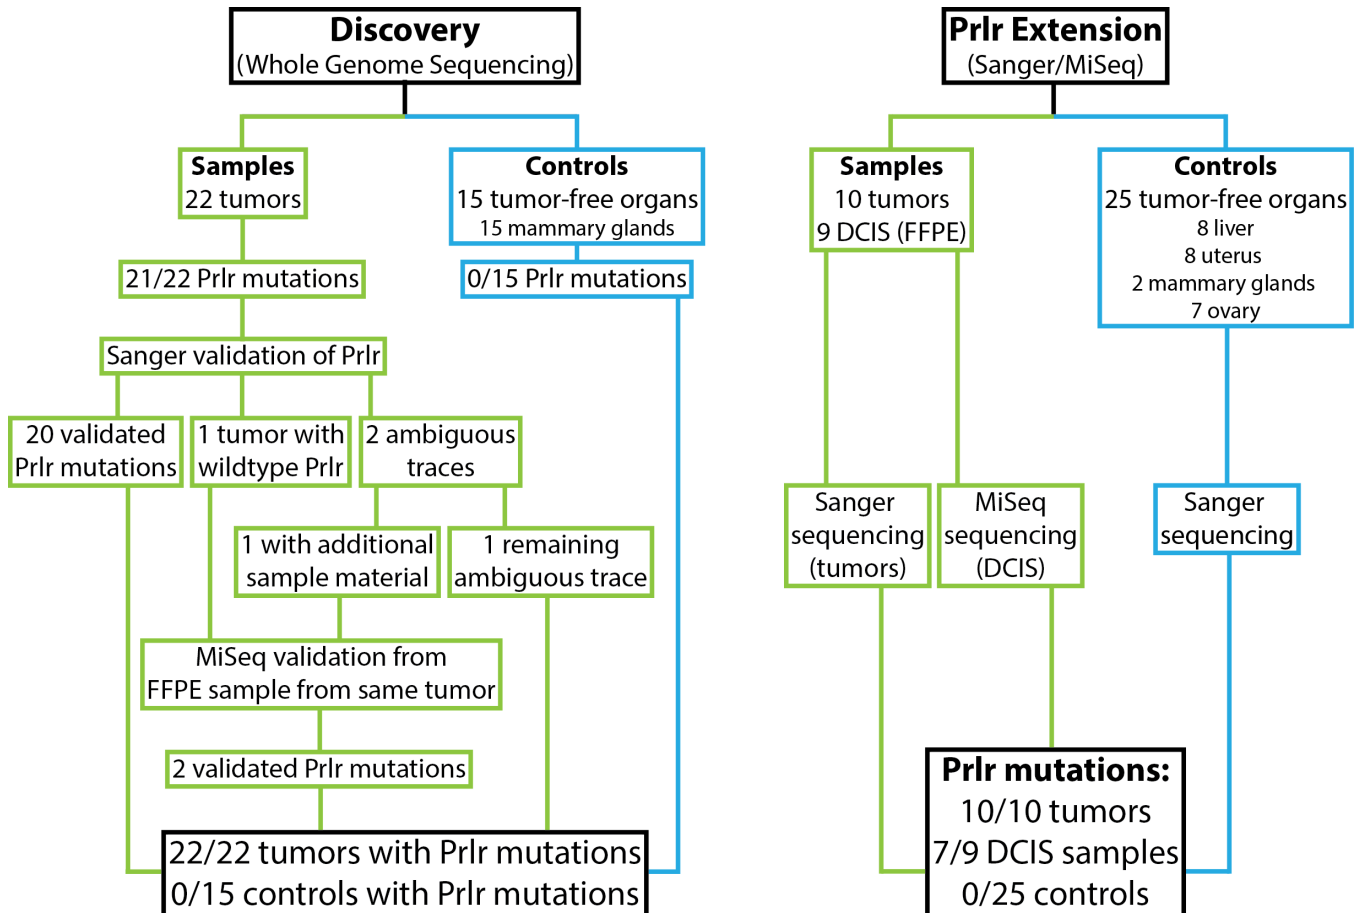 Discovery
(Whole Genome Sequencing)
Samples
22 tumors
Controls
15 tumor-free organs
15 mammary glands
21/22 Prlr mutations
0/15 Prlr mutations
Sanger validation of Prlr
20 validated
Prlr mutations
1 tumor with
wildtype Prlr
2 ambiguous
traces
1 with additional
sample material
1 remaining
ambiguous trace
MiSeq validation from
FFPE sample from same tumor
2 validated Prlr mutations
22/22 tumors with Prlr mutations
0/15 controls with Prlr mutations
Prlr Extension
(Sanger/MiSeq)
Samples
10 tumors
9 DCIS (FFPE)
Controls
25 tumor-free organs
8 liver
8 uterus
2 mammary glands
7 ovary
Sanger
sequencing
(tumors)
MiSeq
sequencing
(DCIS)
Sanger
sequencing
Prlr mutations:
10/10 tumors
7/9 DCIS samples
0/25 controls